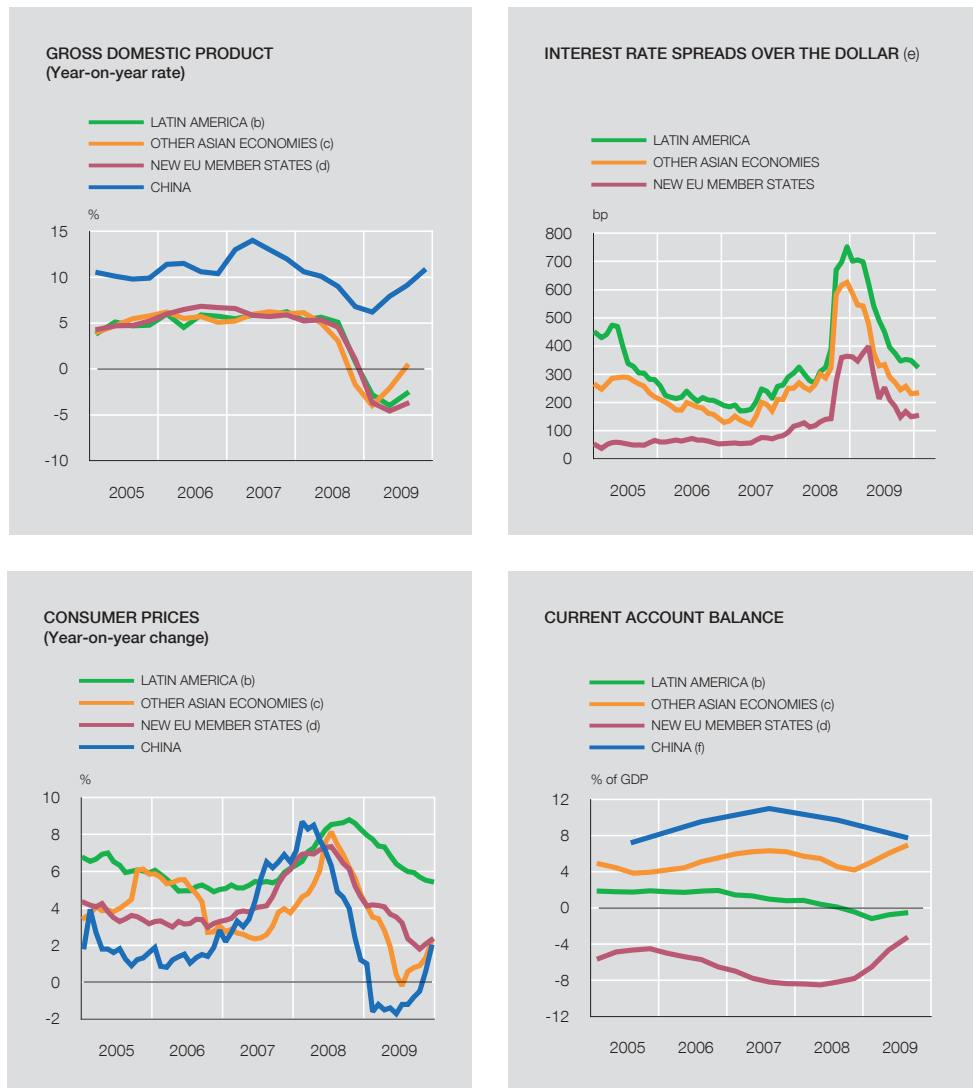 GROSS DOMESTIC PRODUCT
(Year-on-year rate)
LATIN AMERICA (b)
OTHER ASIAN ECONOMIES (c)
NEW EU MEMBER STATES (d)
CHINA
%
15
10
5
0
-5
-10
2005 2006 2007 2008 2009
INTEREST RATE SPREADS OVER THE DOLLAR (e)
LATIN AMERICA
OTHER ASIAN ECONOMIES
NEW EU MEMBER STATES
bp
800
700
600
500
400
300
200
100
0
2005 2006 2007 2008 2009
CONSUMER PRICES
(Year-on-year change)
LATIN AMERICA (b)
OTHER ASIAN ECONOMIES (c)
NEW EU MEMBER STATES (d)
CHINA
%
10
8
6
4
2
0
-2
2005 2006 2007 2008 2009
CURRENT ACCOUNT BALANCE
LATIN AMERICA (b)
OTHER ASIAN ECONOMIES (c)
NEW EU MEMBER STATES (d)
CHINA (f)
% of GDP
12
8
4
0
-4
-8
-12
2005 2006 2007 2008 2009